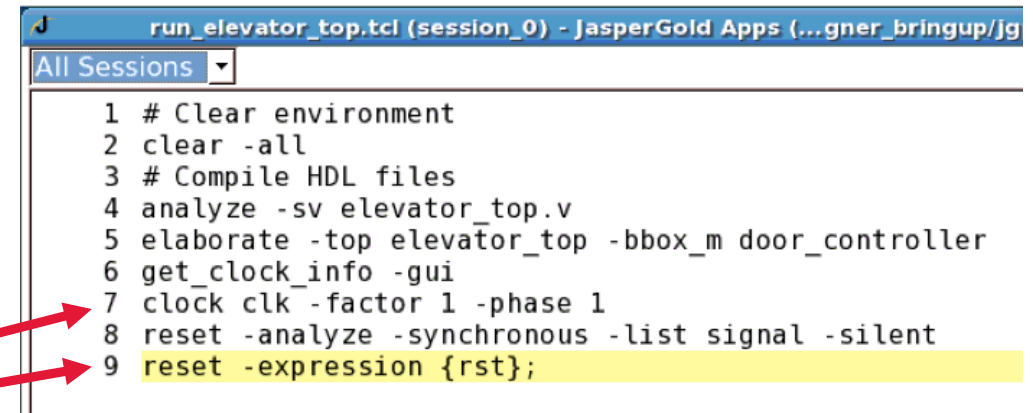 run_elevator_top.tcl (session_0) - JasperGold Apps (...gner_bringup/jg
All Sessions
1 # Clear environment
2 clear -all
3 # Compile HDL files
4 analyze -sv elevator_top.v
5 elaborate -top elevator_top -bbox_m door_controller
6 get_clock_info -gui
7 clock clk -factor 1 -phase 1
8 reset -analyze -synchronous -list signal -silent
9 reset -expression {rst};